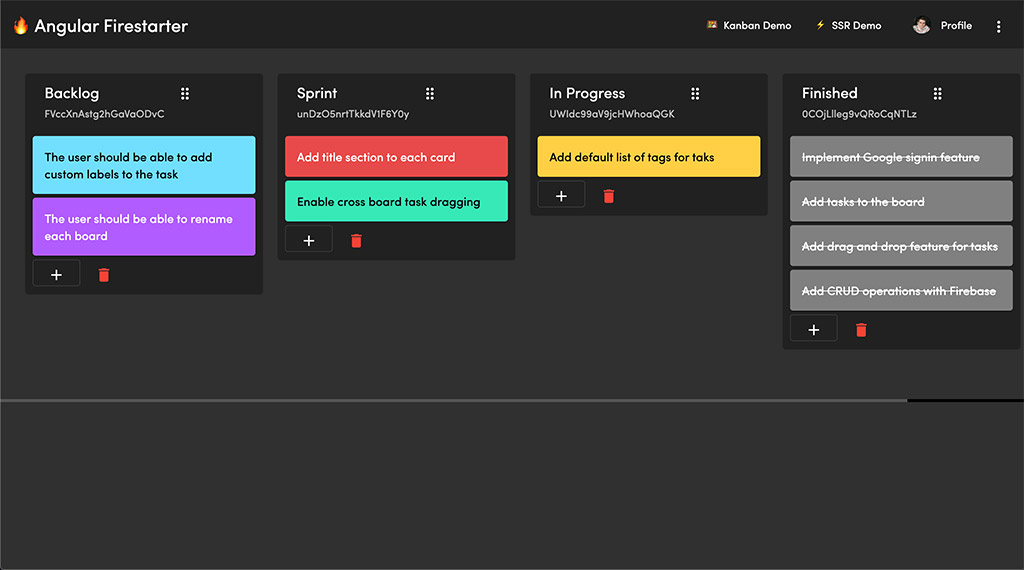 Angular Firestarter
Kanban Demo
SSR Demo
Profile
Backlog
FVccXnAstg2hGaVaODvC
The user should be able to add
custom labels to the task
The user should be able to rename
each board
Sprint
unDzO5nrtTkkdV1F6Y0y
Add title section to each card
Enable cross board task dragging
In Progress
UWIdc99aV9jcHWhoaQGK
Add default list of tags for taks
Finished
0COjLlleg9vQRoCqNTLz
Implement Google signin feature
Add tasks to the board
Add drag and drop feature for tasks
Add CRUD operations with Firebase